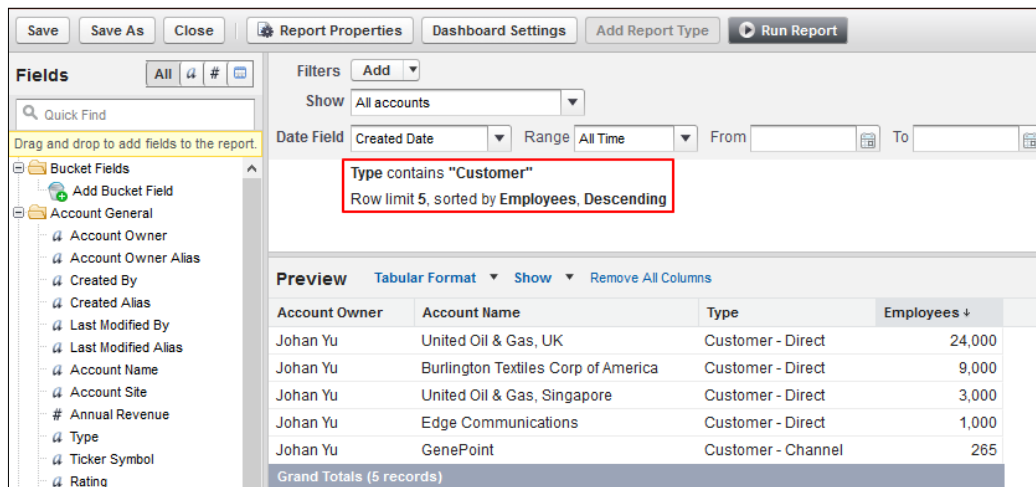 Save Save As Close Report Properties Dashboard Settings Add Report Type Run Report
Fields All a #
Quick Find
Drag and drop to add fields to the report.
Bucket Fields
Add Bucket Field
Account General
a Account Owner
a Account Owner Alias
a Created By
a Created Alias
a Last Modified By
a Last Modified Alias
a Account Name
a Account Site
# Annual Revenue
a Type
a Ticker Symbol
a Rating
Filters Add
Show All accounts
Date Field Created Date Range All Time From To
Type contains "Customer"
Row limit 5, sorted by Employees, Descending
Preview Tabular Format Show Remove All Columns
Account Owner Account Name Type Employees ↓
Johan Yu United Oil & Gas, UK Customer - Direct 24,000
Johan Yu Burlington Textiles Corp of America Customer - Direct 9,000
Johan Yu United Oil & Gas, Singapore Customer - Direct 3,000
Johan Yu Edge Communications Customer - Direct 1,000
Johan Yu GenePoint Customer - Channel 265
Grand Totals (5 records)